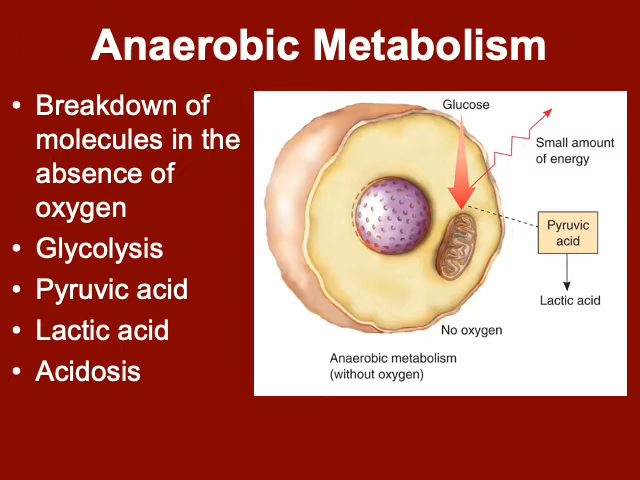 Anaerobic Metabolism
• Breakdown of
molecules in the
absence of
oxygen
• Glycolysis
• Pyruvic acid
• Lactic acid
• Acidosis
Glucose
Small amount
of energy
Pyruvic
acid
Lactic acid
No oxygen
Anaerobic metabolism
(without oxygen)